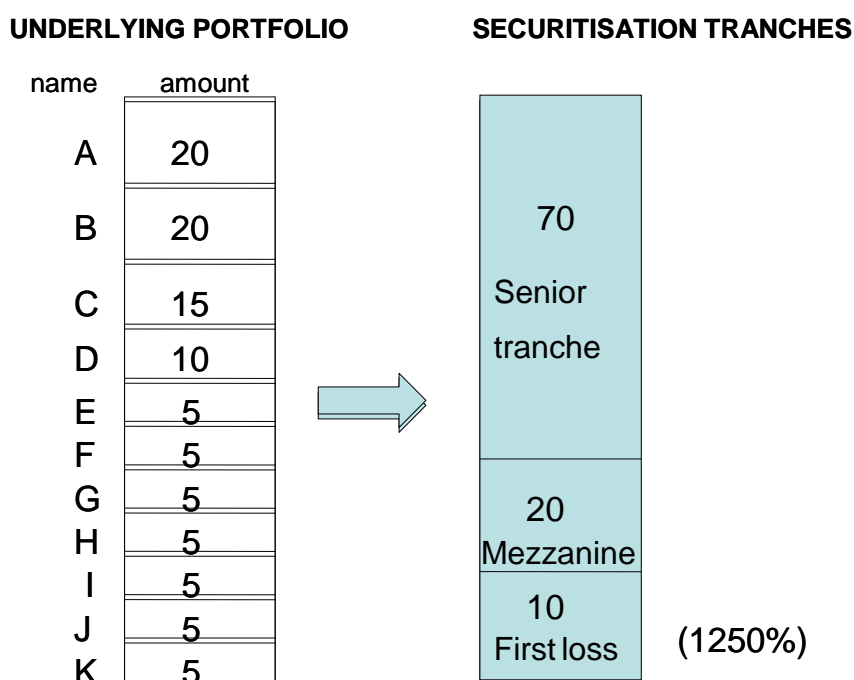 UNDERLYING PORTFOLIO
name amount
A 20
B 20
C 15
D 10
E 5
F 5
G 5
H 5
I 5
J 5
K 5
SECURITISATION TRANCHES
70
Senior
tranche
20
Mezzanine
10
First loss (1250%)